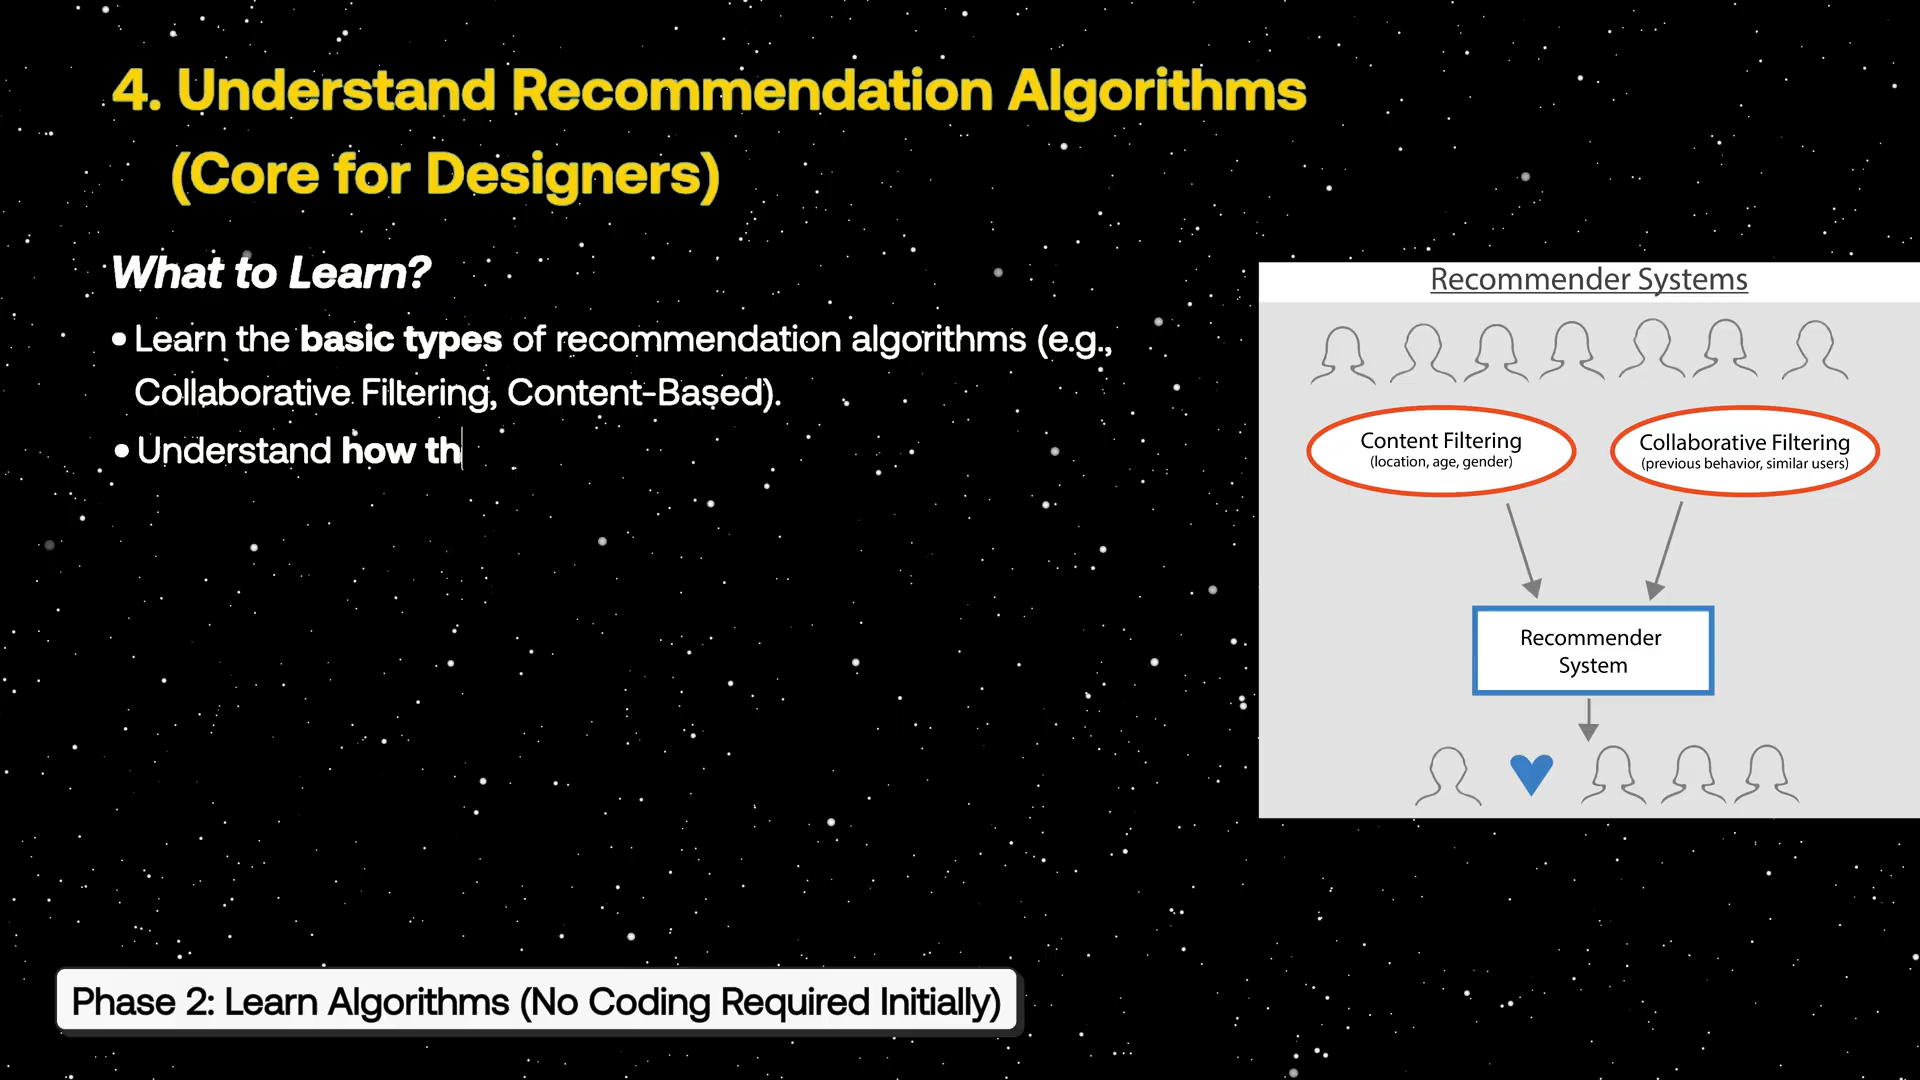 4. Understand Recommendation Algorithms
(Core for Designers)
What to Learn?
• Learn the basic types of recommendation algorithms (e.g.,
Collaborative Filtering, Content-Based).
• Understand how th
Recommender Systems
Content Filtering
(location, age, gender)
Collaborative Filtering
(previous behavior, similar users)
Recommender
System
Phase 2: Learn Algorithms (No Coding Required Initially)